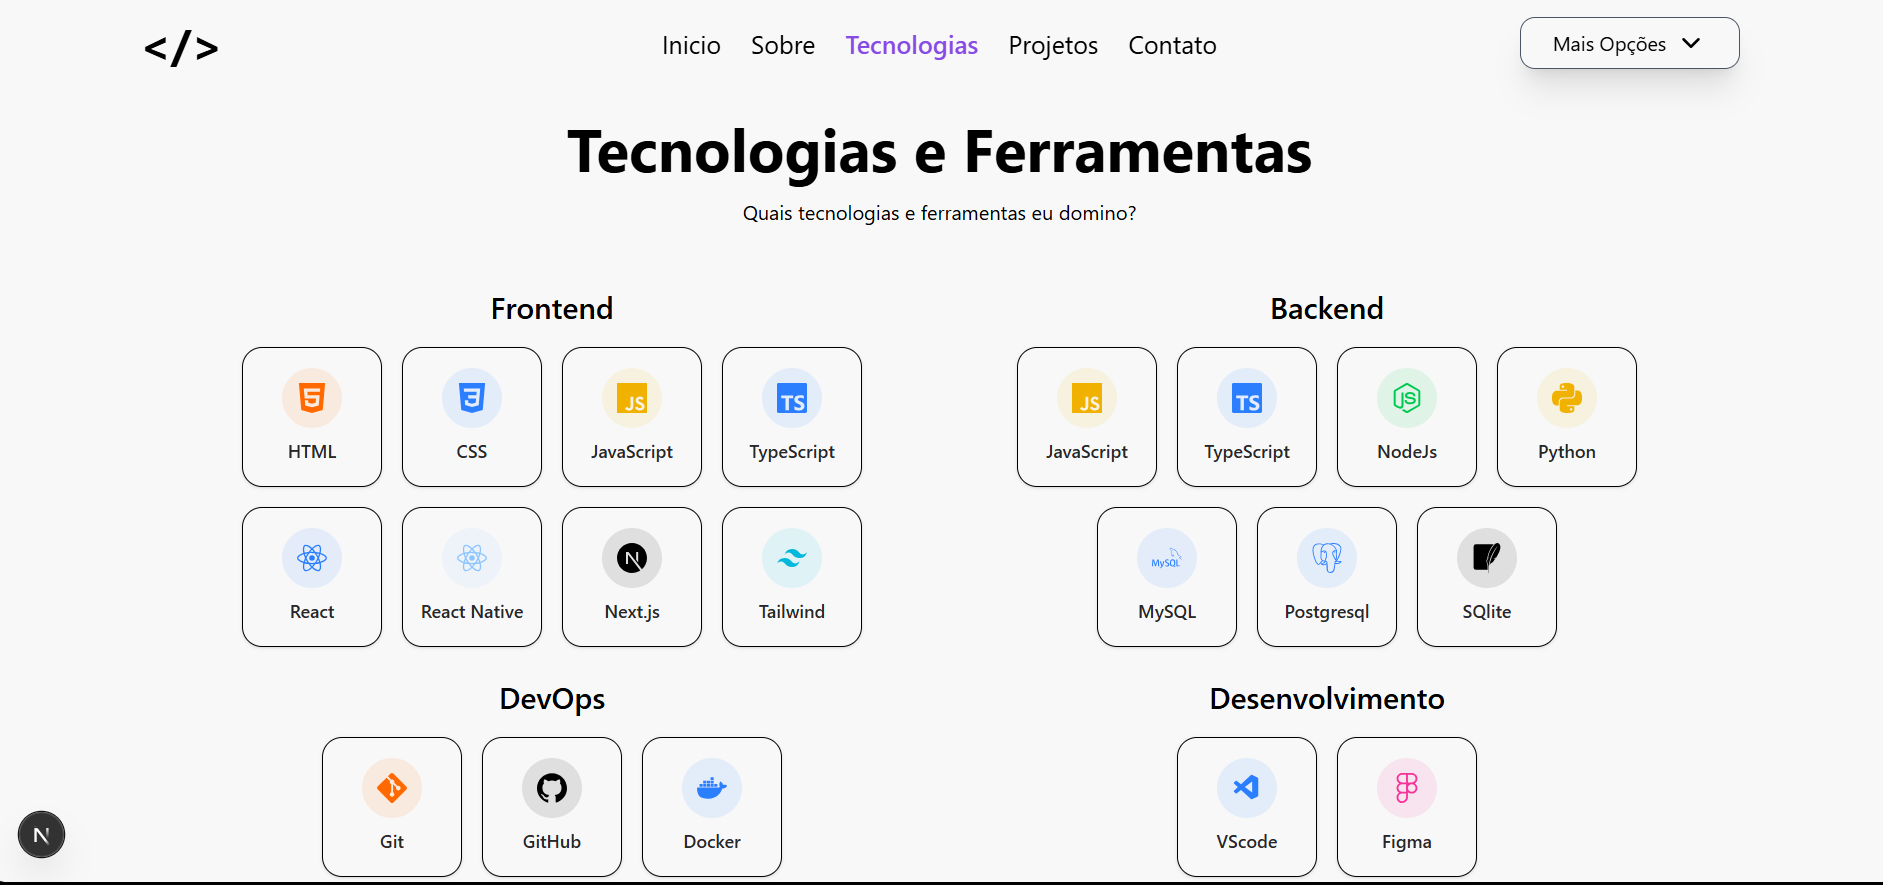 </>
Inicio Sobre Tecnologias Projetos Contato
Mais Opções
Tecnologias e Ferramentas
Quais tecnologias e ferramentas eu domino?
Frontend
HTML CSS JS JavaScript TS TypeScript
React React Native N Next.js Tailwind
Backend
JS JavaScript TS TypeScript JS NodeJs Python
MySQL MySQL Postgresql SQlite
DevOps
Git GitHub Docker
Desenvolvimento
VScode Figma
N